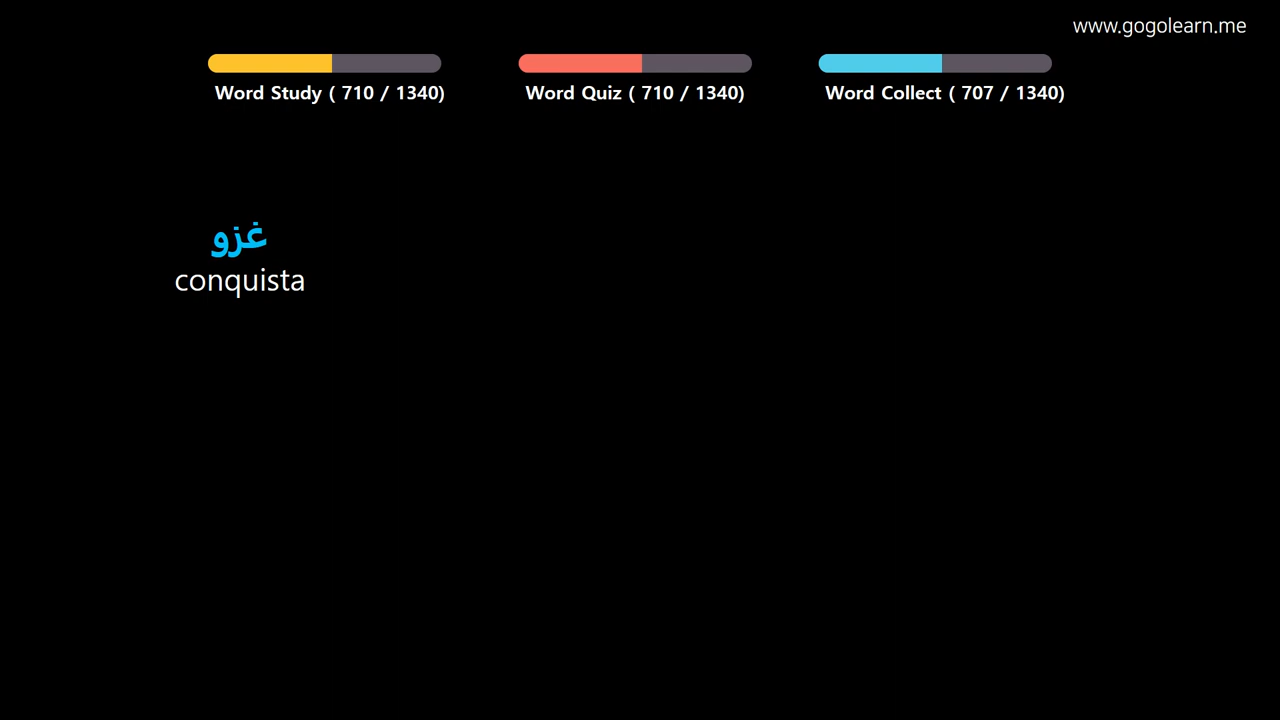 www.gogolearn.me
Word Study ( 710 / 1340)
Word Quiz ( 710 / 1340)
Word Collect ( 707 / 1340)
غزو
conquista